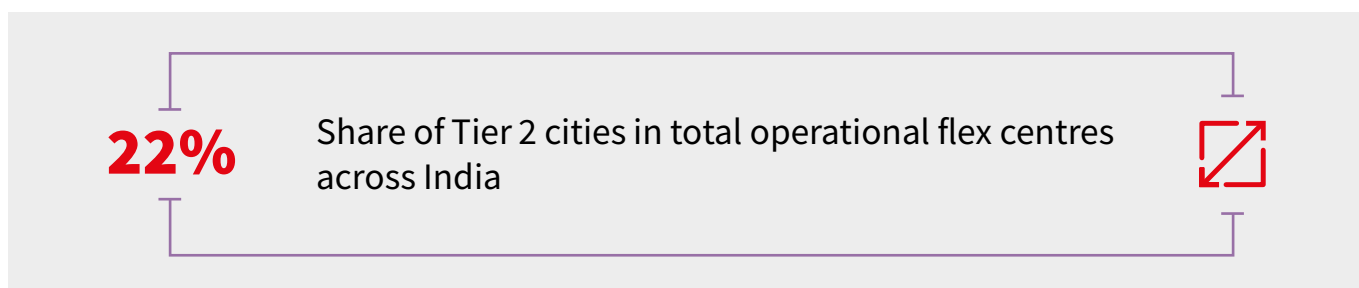 22%
Share of Tier 2 cities in total operational flex centres
across India